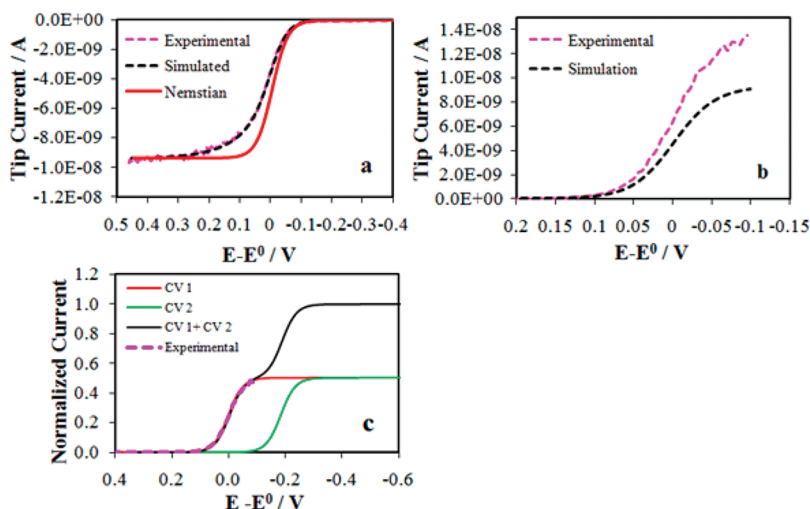 0.0E+00
-2.0E-09
-4.0E-09
-6.0E-09
-8.0E-09
-1.0E-08
-1.2E-08
Tip Current / A
Experimental
Simulated
Nernstian
a
0.5 0.4 0.3 0.2 0.1 0 -0.1-0.2-0.3-0.4
E-E⁰ / V
1.4E-08
1.2E-08
1.0E-08
8.0E-09
6.0E-09
4.0E-09
2.0E-09
0.0E+00
Tip Current / A
Experimental
Simulation
b
0.2 0.15 0.1 0.05 0 -0.05 -0.1 -0.15
E-E⁰ / V
1.2
1.0
0.8
0.6
0.4
0.2
0.0
Normalized Current
CV 1
CV 2
CV 1+ CV 2
Experimental
c
0.4 0.2 0.0 -0.2 -0.4 -0.6
E -E⁰ / V